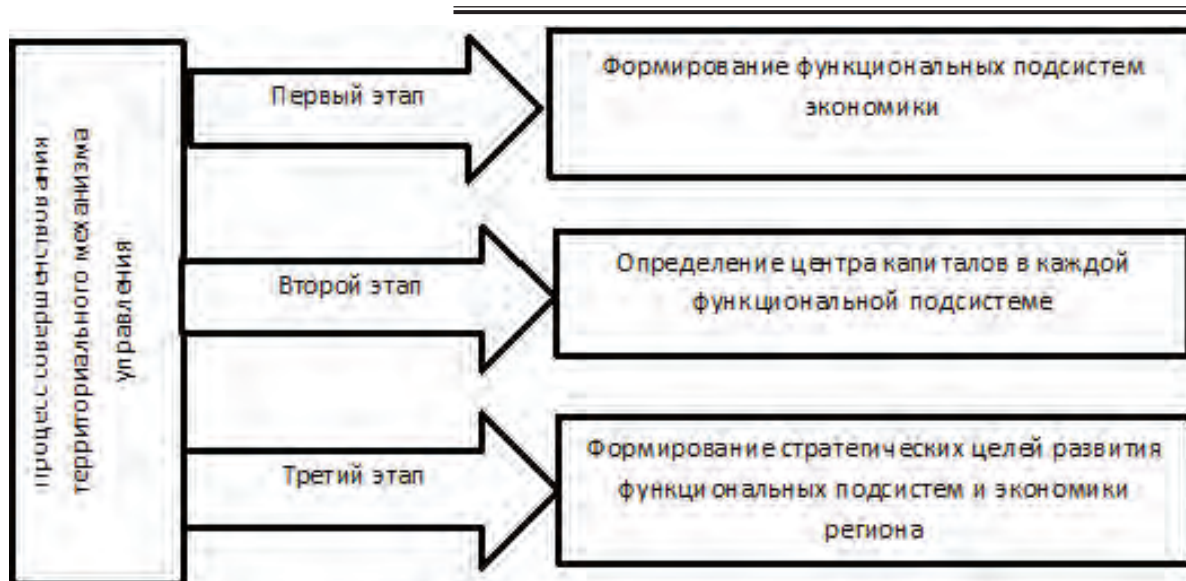 Процесс совершенствования
территориального механизма
управления
Первый этап
Формирование функциональных подсистем
экономики
Второй этап
Определение центра капиталов в каждой
функциональной подсистеме
Третий этап
Формирование стратегических целей развития
функциональных подсистем и экономики
региона